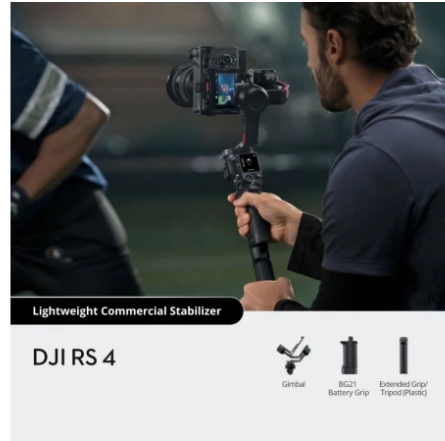 Lightweight Commercial Stabilizer
DJI RS 4
Gimbal
BG21
Battery Grip
Extended Grip/
Tripod (Plastic)